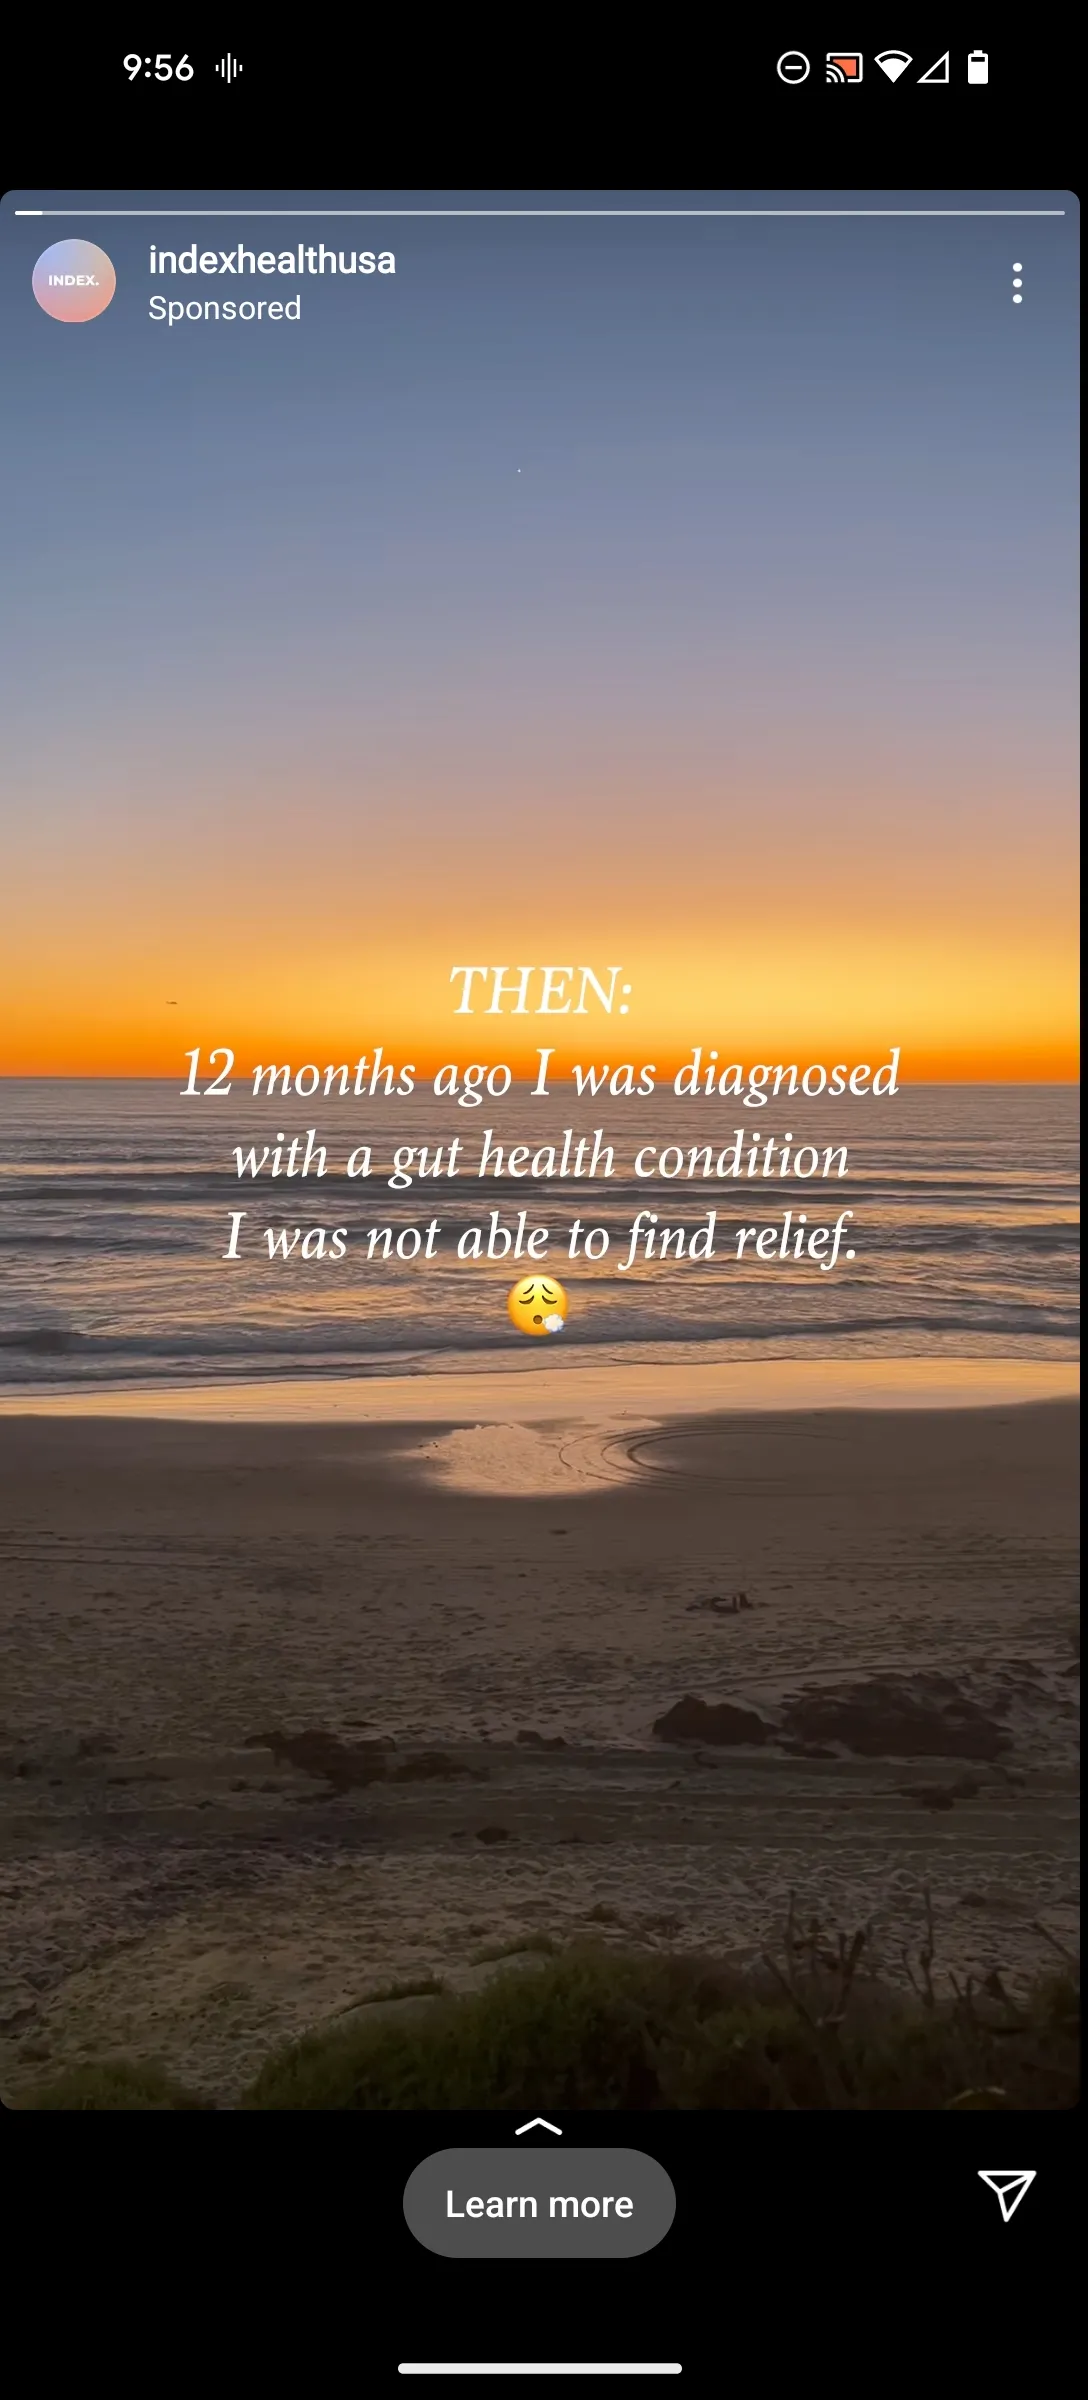 9:56
INDEX.
indexhealthusa
Sponsored
THEN:
12 months ago I was diagnosed
with a gut health condition
I was not able to find relief.
😮‍💨
Learn more